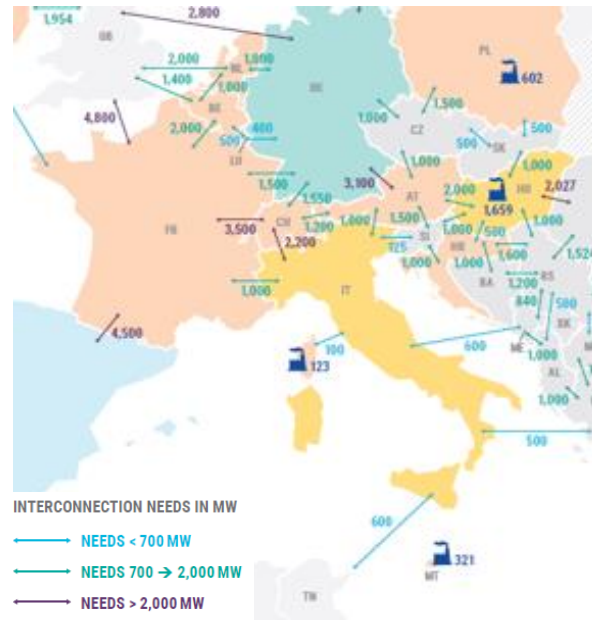 1,954
2,800
GB
2,000
1,400
NL
1,800
1,000
BE
4,800
2,000
500
400
LU
DE
PL
602
1,000
1,500
CZ
500
500
SK
1,500
1,550
3,100
1,000
1,000
HU
2,027
AT
2,000
1,659
FR
3,500
CH
1,200
1,000
1,500
1,000
500
1,000
2,200
SI
725
HR
1,000
1,000
1,600
1,524
BA
RS
1,000
IT
1,200
840
500
XK
4,500
100
123
600
ME
1,000
AL
1,000
500
INTERCONNECTION NEEDS IN MW
NEEDS < 700 MW
NEEDS 700 → 2,000 MW
NEEDS > 2,000 MW
600
321
MT
TN